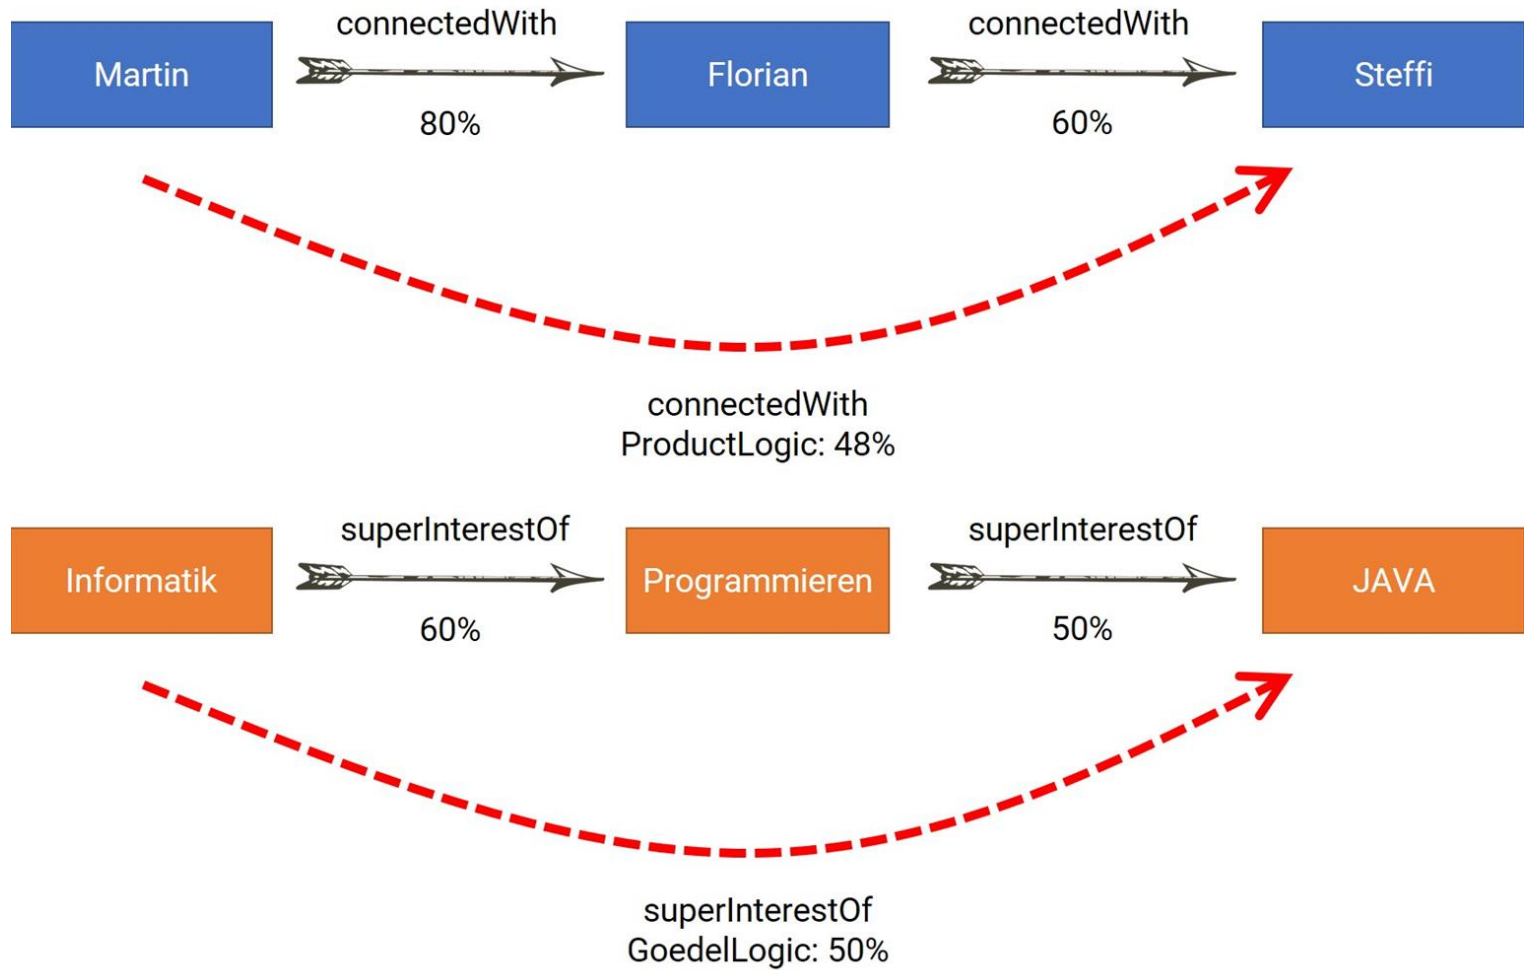 connectedWith
connectedWith
Martin
Florian
Steffi
80%
60%
connectedWith
ProductLogic: 48%
superInterestOf
superInterestOf
Informatik
Programmieren
JAVA
60%
50%
superInterestOf
GoedelLogic: 50%